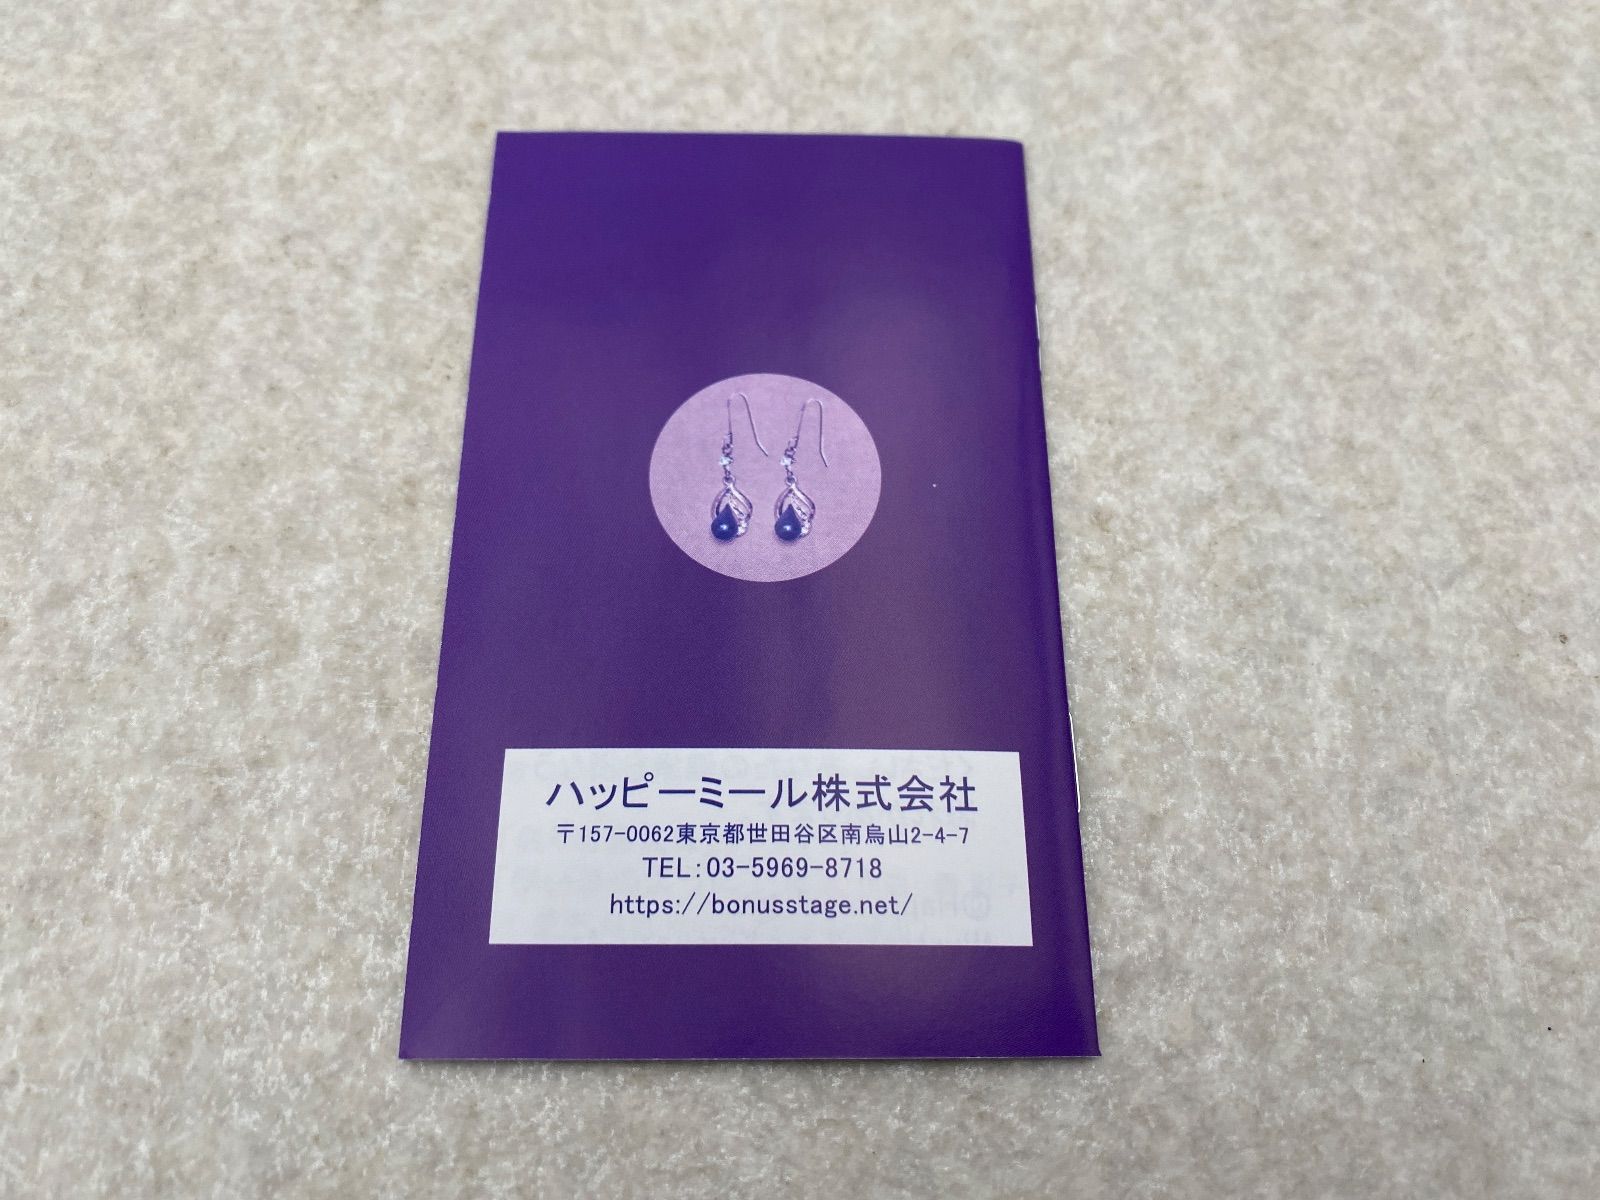 ハッピーミール株式会社
〒157-0062東京都世田谷区南烏山2-4-7
TEL:03-5969-8718
https://bonusstage.net/